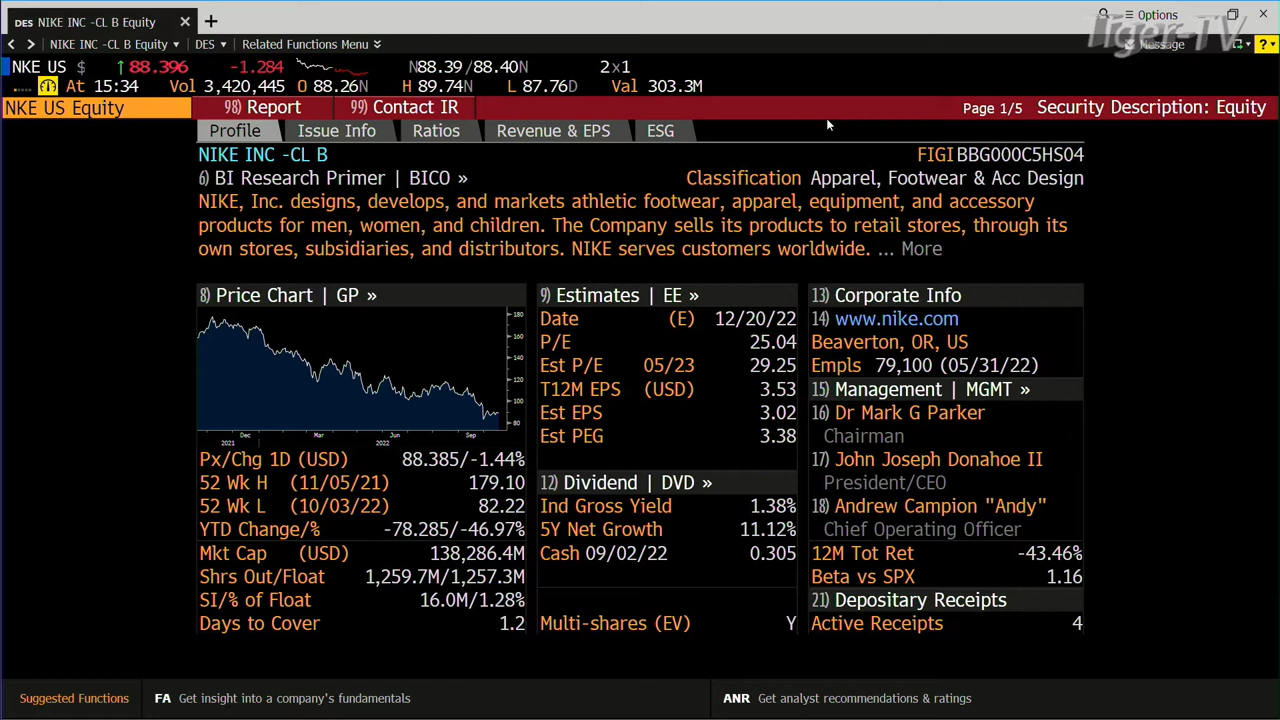 DES NIKE INC -CL B Equity
Options
NIKE INC -CL B Equity DES Related Functions Menu
Message
Tiger-TV
NKE US $ ↑88.396 -1.284 N88.39/88.40N 2x1
At 15:34 Vol 3,420,445 O 88.26N H 89.74N L 87.76D Val 303.3M
NKE US Equity 98) Report 99) Contact IR Page 1/5 Security Description: Equity
Profile Issue Info Ratios Revenue & EPS ESG
NIKE INC -CL B FIGI BBG000C5HS04
6) BI Research Primer | BICO » Classification Apparel, Footwear & Acc Design
NIKE, Inc. designs, develops, and markets athletic footwear, apparel, equipment, and accessory
products for men, women, and children. The Company sells its products to retail stores, through its
own stores, subsidiaries, and distributors. NIKE serves customers worldwide. ... More
8) Price Chart | GP »
180
160
140
120
100
80
Dec Mar Jun Sep
2021 2022
Px/Chg 1D (USD) 88.385/-1.44%
52 Wk H (11/05/21) 179.10
52 Wk L (10/03/22) 82.22
YTD Change/% -78.285/-46.97%
Mkt Cap (USD) 138,286.4M
Shrs Out/Float 1,259.7M/1,257.3M
SI/% of Float 16.0M/1.28%
Days to Cover 1.2
9) Estimates | EE »
Date (E) 12/20/22
P/E 25.04
Est P/E 05/23 29.25
T12M EPS (USD) 3.53
Est EPS 3.02
Est PEG 3.38
12) Dividend | DVD »
Ind Gross Yield 1.38%
5Y Net Growth 11.12%
Cash 09/02/22 0.305
Multi-shares (EV) Y
13) Corporate Info
14) www.nike.com
Beaverton, OR, US
Empls 79,100 (05/31/22)
15) Management | MGMT »
16) Dr Mark G Parker
Chairman
17) John Joseph Donahoe II
President/CEO
18) Andrew Campion "Andy"
Chief Operating Officer
12M Tot Ret -43.46%
Beta vs SPX 1.16
21) Depositary Receipts
Active Receipts 4
Suggested Functions FA Get insight into a company's fundamentals ANR Get analyst recommendations & ratings